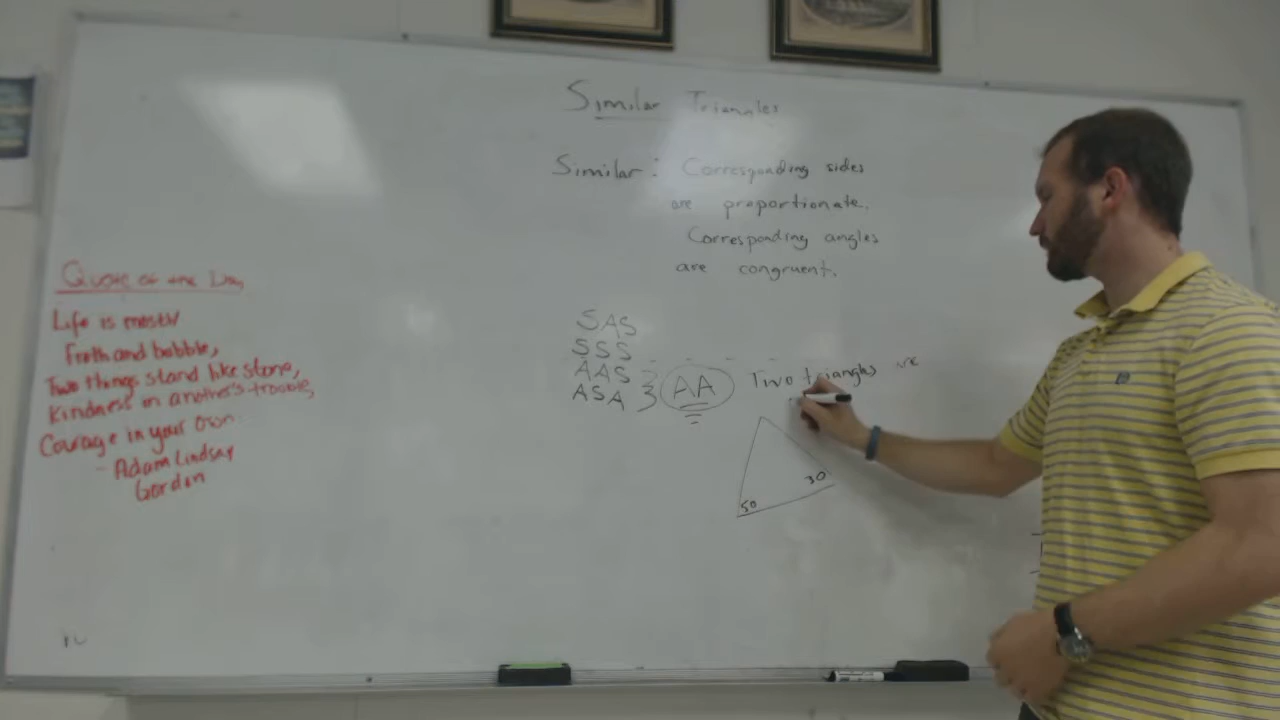 Similar Triangles
Similar: Corresponding sides
are proportionate.
Corresponding angles
are congruent.
SAS
SSS
AAS
ASA
AA Two triangles are
30
50
Quote of the Day
Life is mostly
froth and bubble,
Two things stand like stone,
Kindness in another's trouble,
Courage in your own.
- Adam Lindsay
Gordon